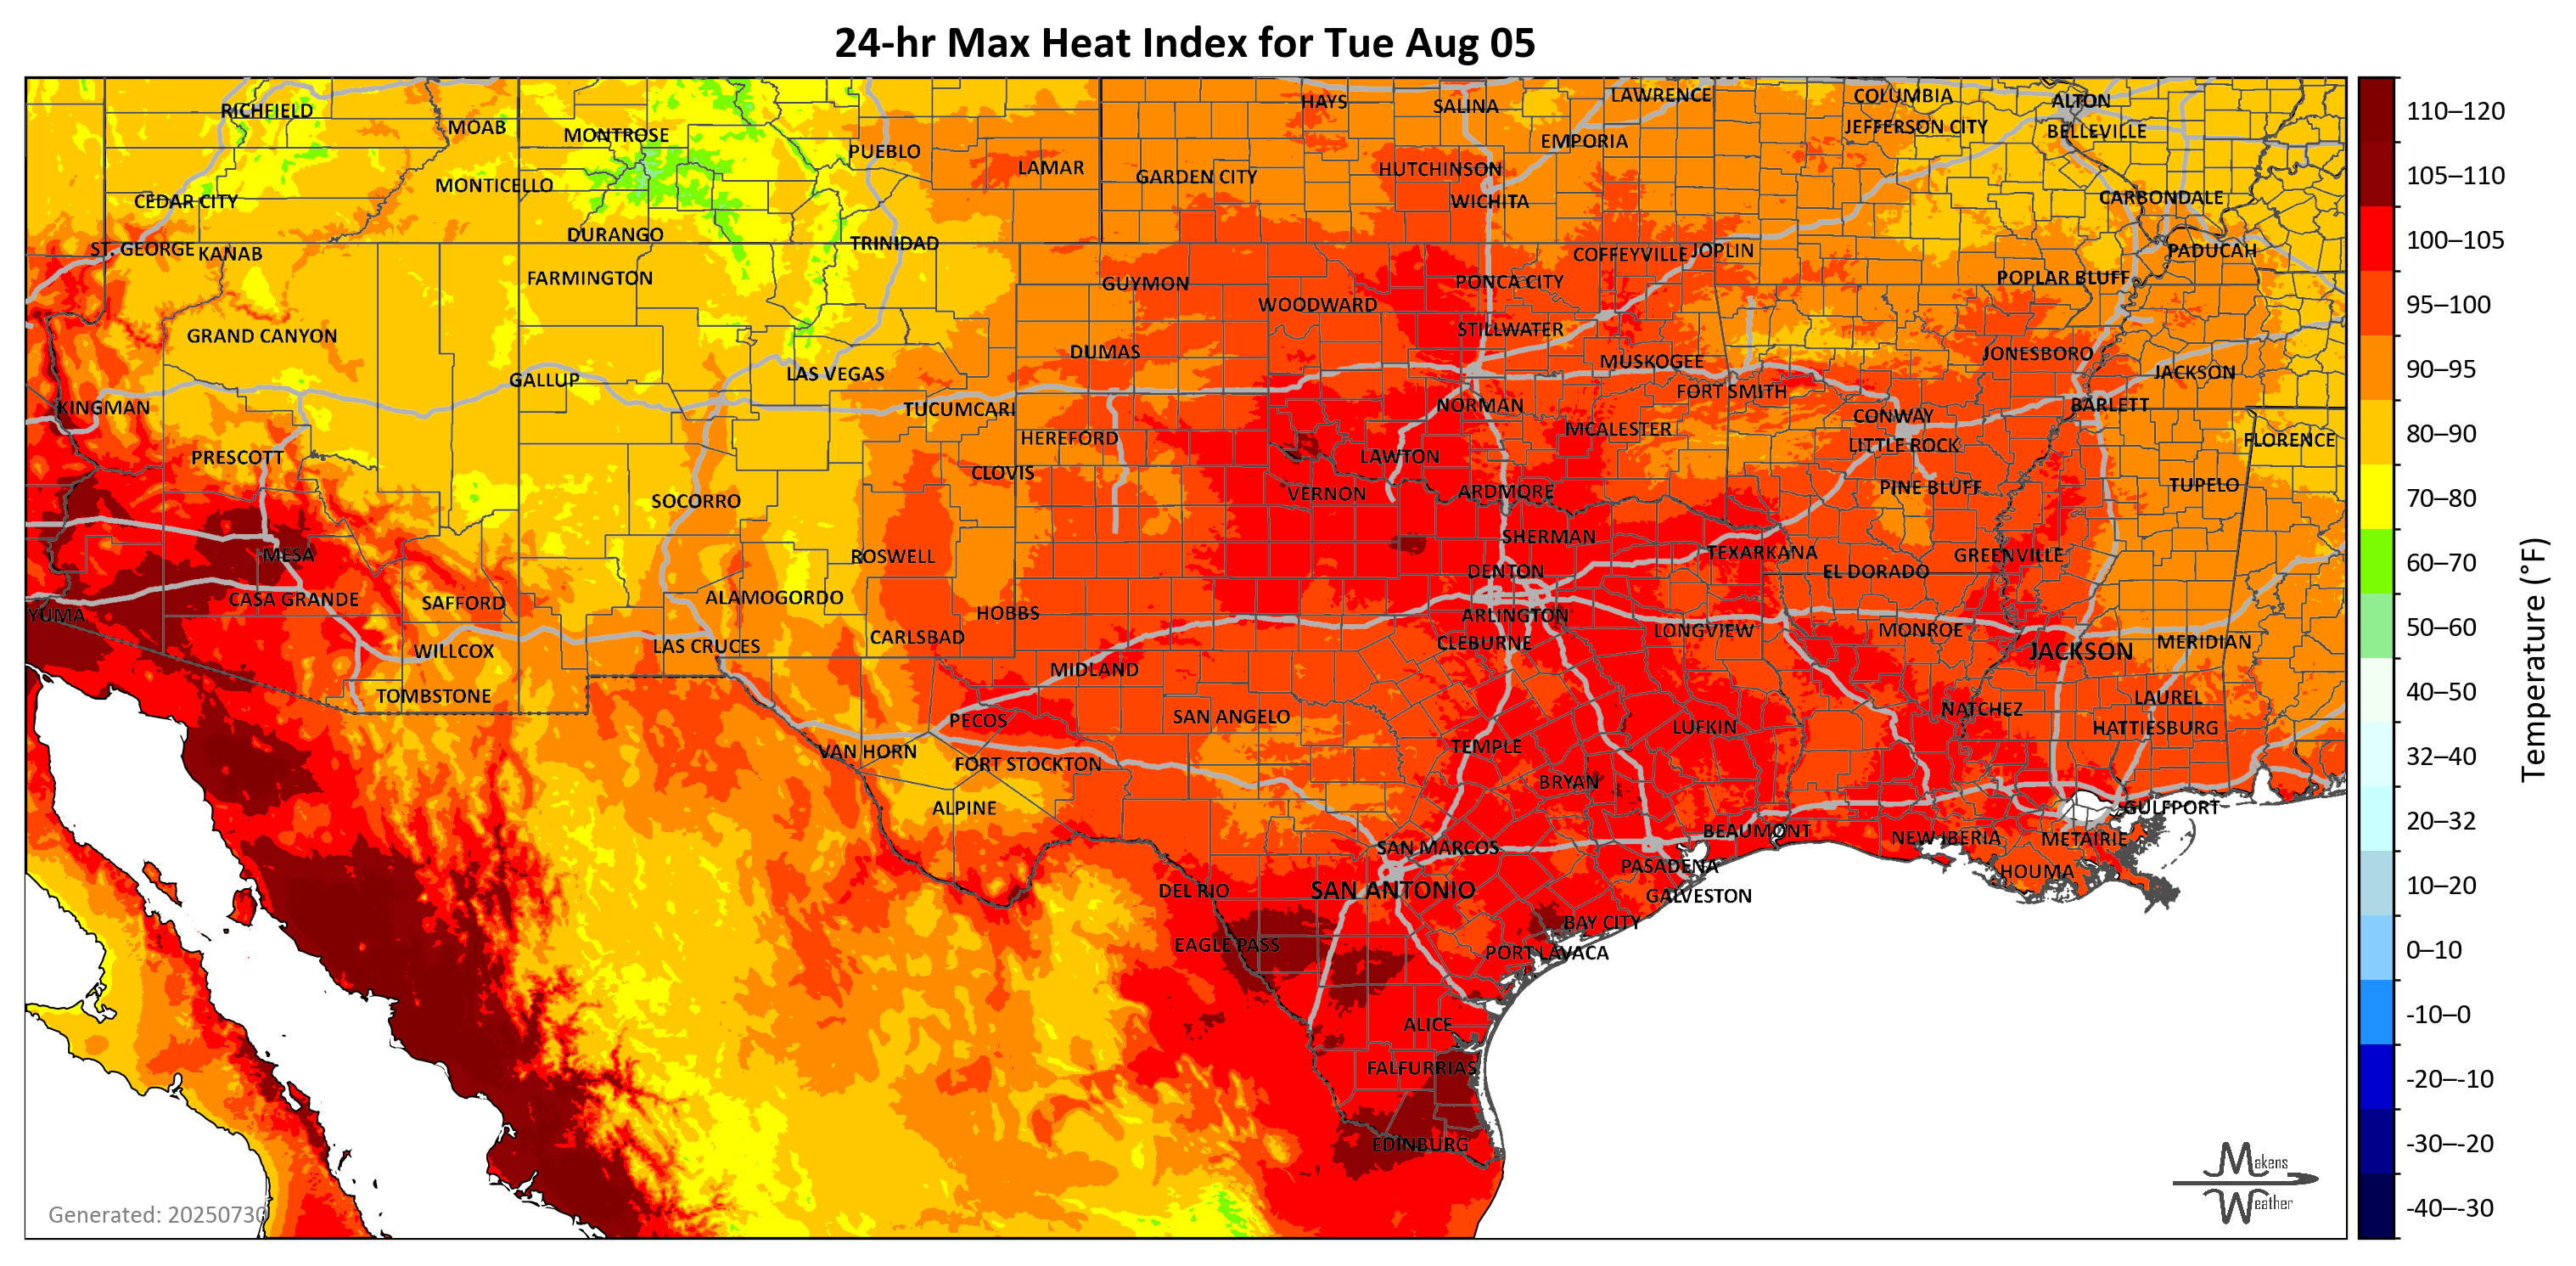 24-hr Max Heat Index for Tue Aug 05
RICHFIELD
MOAB
MONTROSE
PUEBLO
LAMAR
HAYS
SALINA
LAWRENCE
COLUMBIA
ALTON
EMPORIA
JEFFERSON CITY
BELLEVILLE
CEDAR CITY
MONTICELLO
GARDEN CITY
HUTCHINSON
WICHITA
CARBONDALE
ST. GEORGE
KANAB
DURANGO
TRINIDAD
COFFEYVILLE
JOPLIN
PADUCAH
FARMINGTON
GUYMON
WOODWARD
PONCA CITY
POPLAR BLUFF
GRAND CANYON
DUMAS
STILLWATER
MUSKOGEE
JONESBORO
GALLUP
LAS VEGAS
FORT SMITH
JACKSON
KINGMAN
TUCUMCARI
NORMAN
CONWAY
BARLETT
HEREFORD
MCALESTER
LITTLE ROCK
FLORENCE
PRESCOTT
CLOVIS
LAWTON
SOCORRO
VERNON
ARDMORE
PINE BLUFF
TUPELO
MESA
ROSWELL
SHERMAN
TEXARKANA
GREENVILLE
CASA GRANDE
SAFFORD
ALAMOGORDO
DENTON
EL DORADO
YUMA
HOBBS
ARLINGTON
WILLCOX
LAS CRUCES
CARLSBAD
CLEBURNE
LONGVIEW
MONROE
JACKSON
MERIDIAN
TOMBSTONE
MIDLAND
LAUREL
PECOS
SAN ANGELO
LUFKIN
NATCHEZ
HATTIESBURG
VAN HORN
FORT STOCKTON
TEMPLE
BRYAN
ALPINE
GULFPORT
SAN MARCOS
BEAUMONT
NEW IBERIA
METAIRIE
DEL RIO
SAN ANTONIO
PASADENA
HOUMA
GALVESTON
EAGLE PASS
BAY CITY
PORT LAVACA
ALICE
FALFURRIAS
EDINBURG
110–120
105–110
100–105
95–100
90–95
80–90
70–80
60–70
50–60
40–50
32–40
20–32
10–20
0–10
-10–0
-20–-10
-30–-20
-40–-30
Temperature (°F)
Makens
Weather
Generated: 20250730